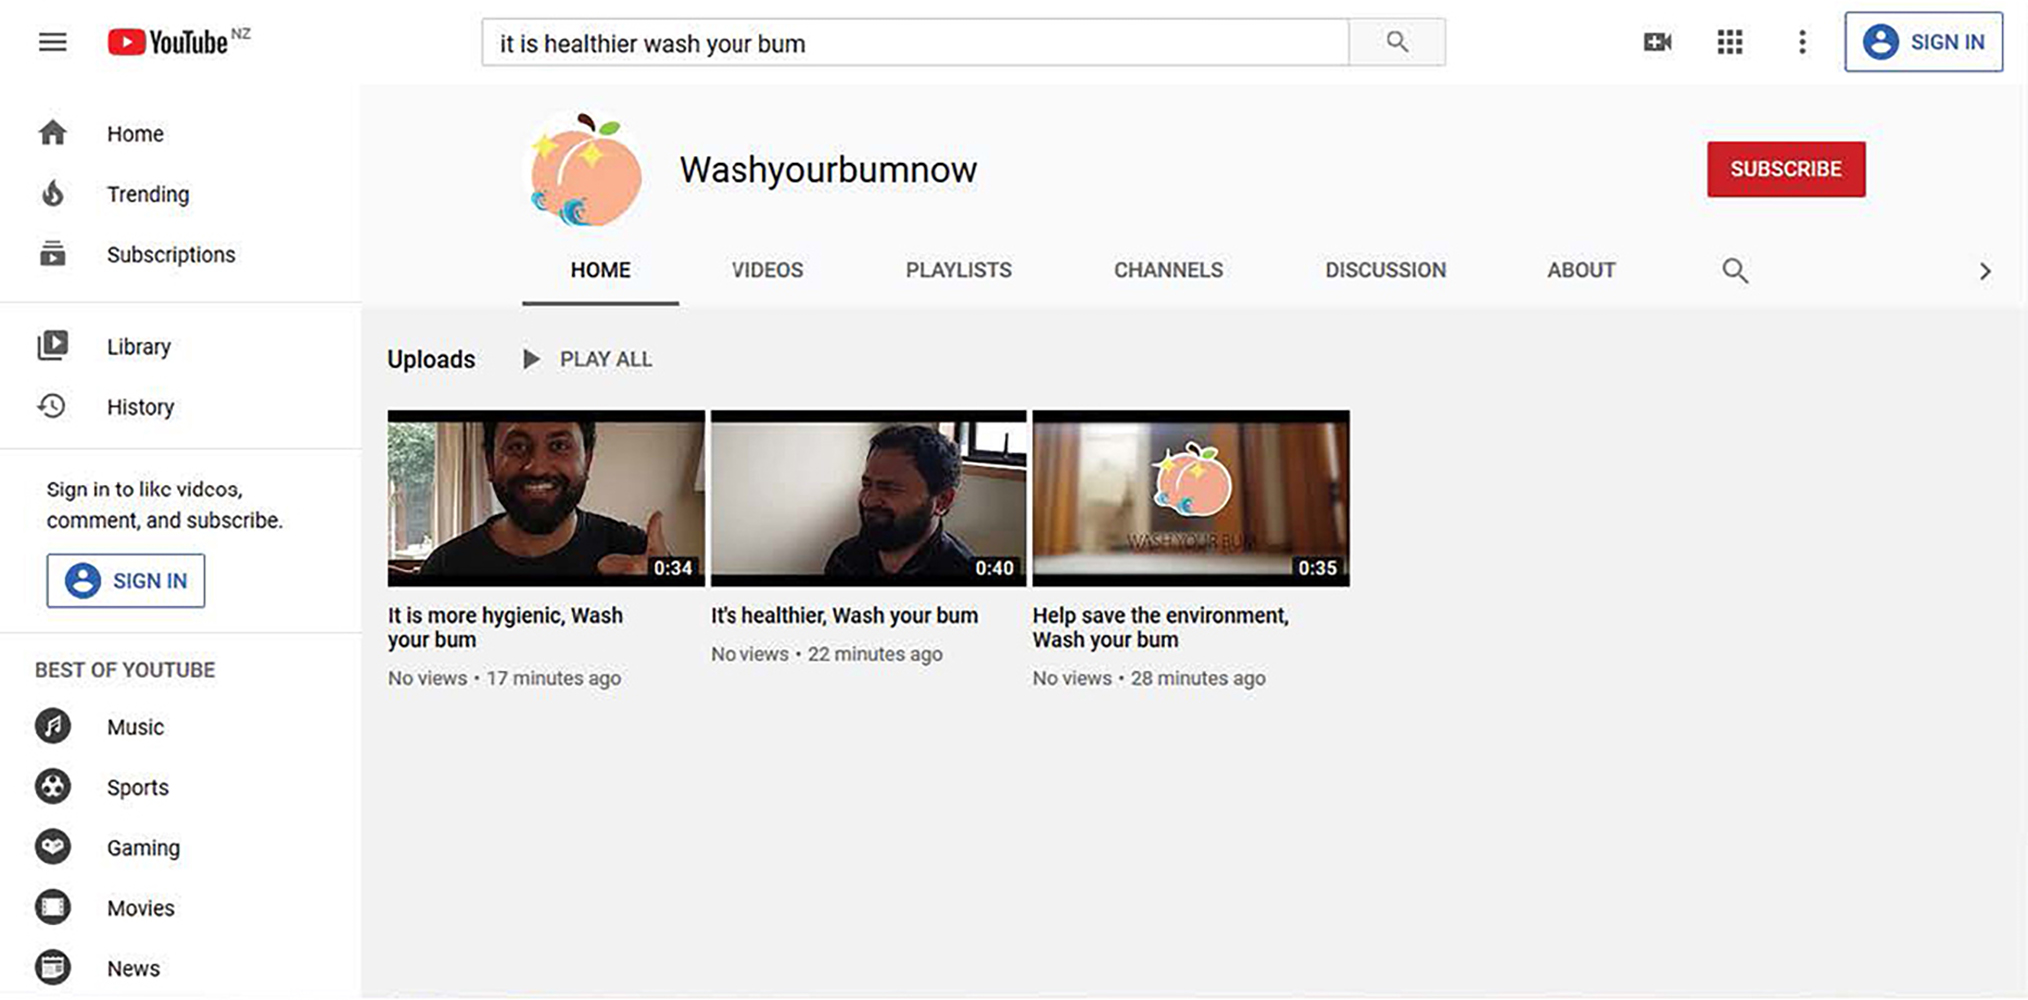 YouTube NZ
it is healthier wash your bum
SIGN IN
Home
Trending
Subscriptions
Library
History
Sign in to like videos,
comment, and subscribe.
SIGN IN
BEST OF YOUTUBE
Music
Sports
Gaming
Movies
News
Washyourbumnow
SUBSCRIBE
HOME
VIDEOS
PLAYLISTS
CHANNELS
DISCUSSION
ABOUT
Uploads
PLAY ALL
0:34
It is more hygienic, Wash
your bum
No views • 17 minutes ago
0:40
It's healthier, Wash your bum
No views • 22 minutes ago
WASH YOUR BUM
0:35
Help save the environment,
Wash your bum
No views • 28 minutes ago